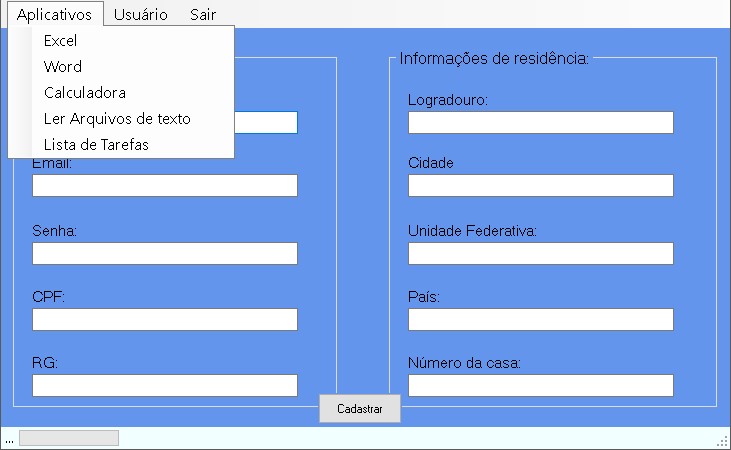 Aplicativos Usuário Sair
Excel
Word
Calculadora
Ler Arquivos de texto
Lista de Tarefas
Email:
Senha:
CPF:
RG:
Informações de residência:
Logradouro:
Cidade
Unidade Federativa:
País:
Número da casa:
Cadastrar
...